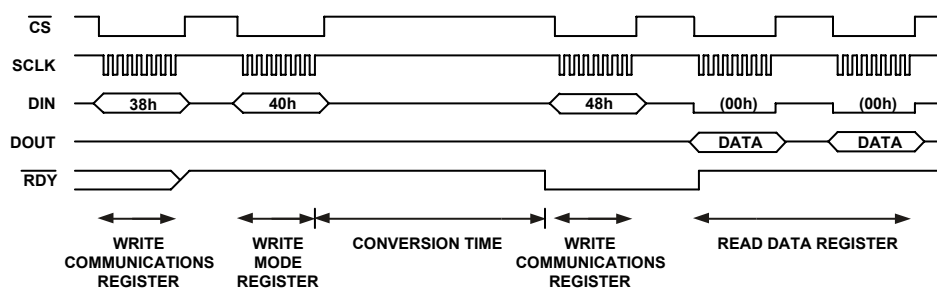 CS
SCLK
DIN 38h 40h 48h (00h) (00h)
DOUT DATA DATA
RDY
WRITE
COMMUNICATIONS
REGISTER
WRITE
MODE
REGISTER
CONVERSION TIME
WRITE
COMMUNICATIONS
REGISTER
READ DATA REGISTER